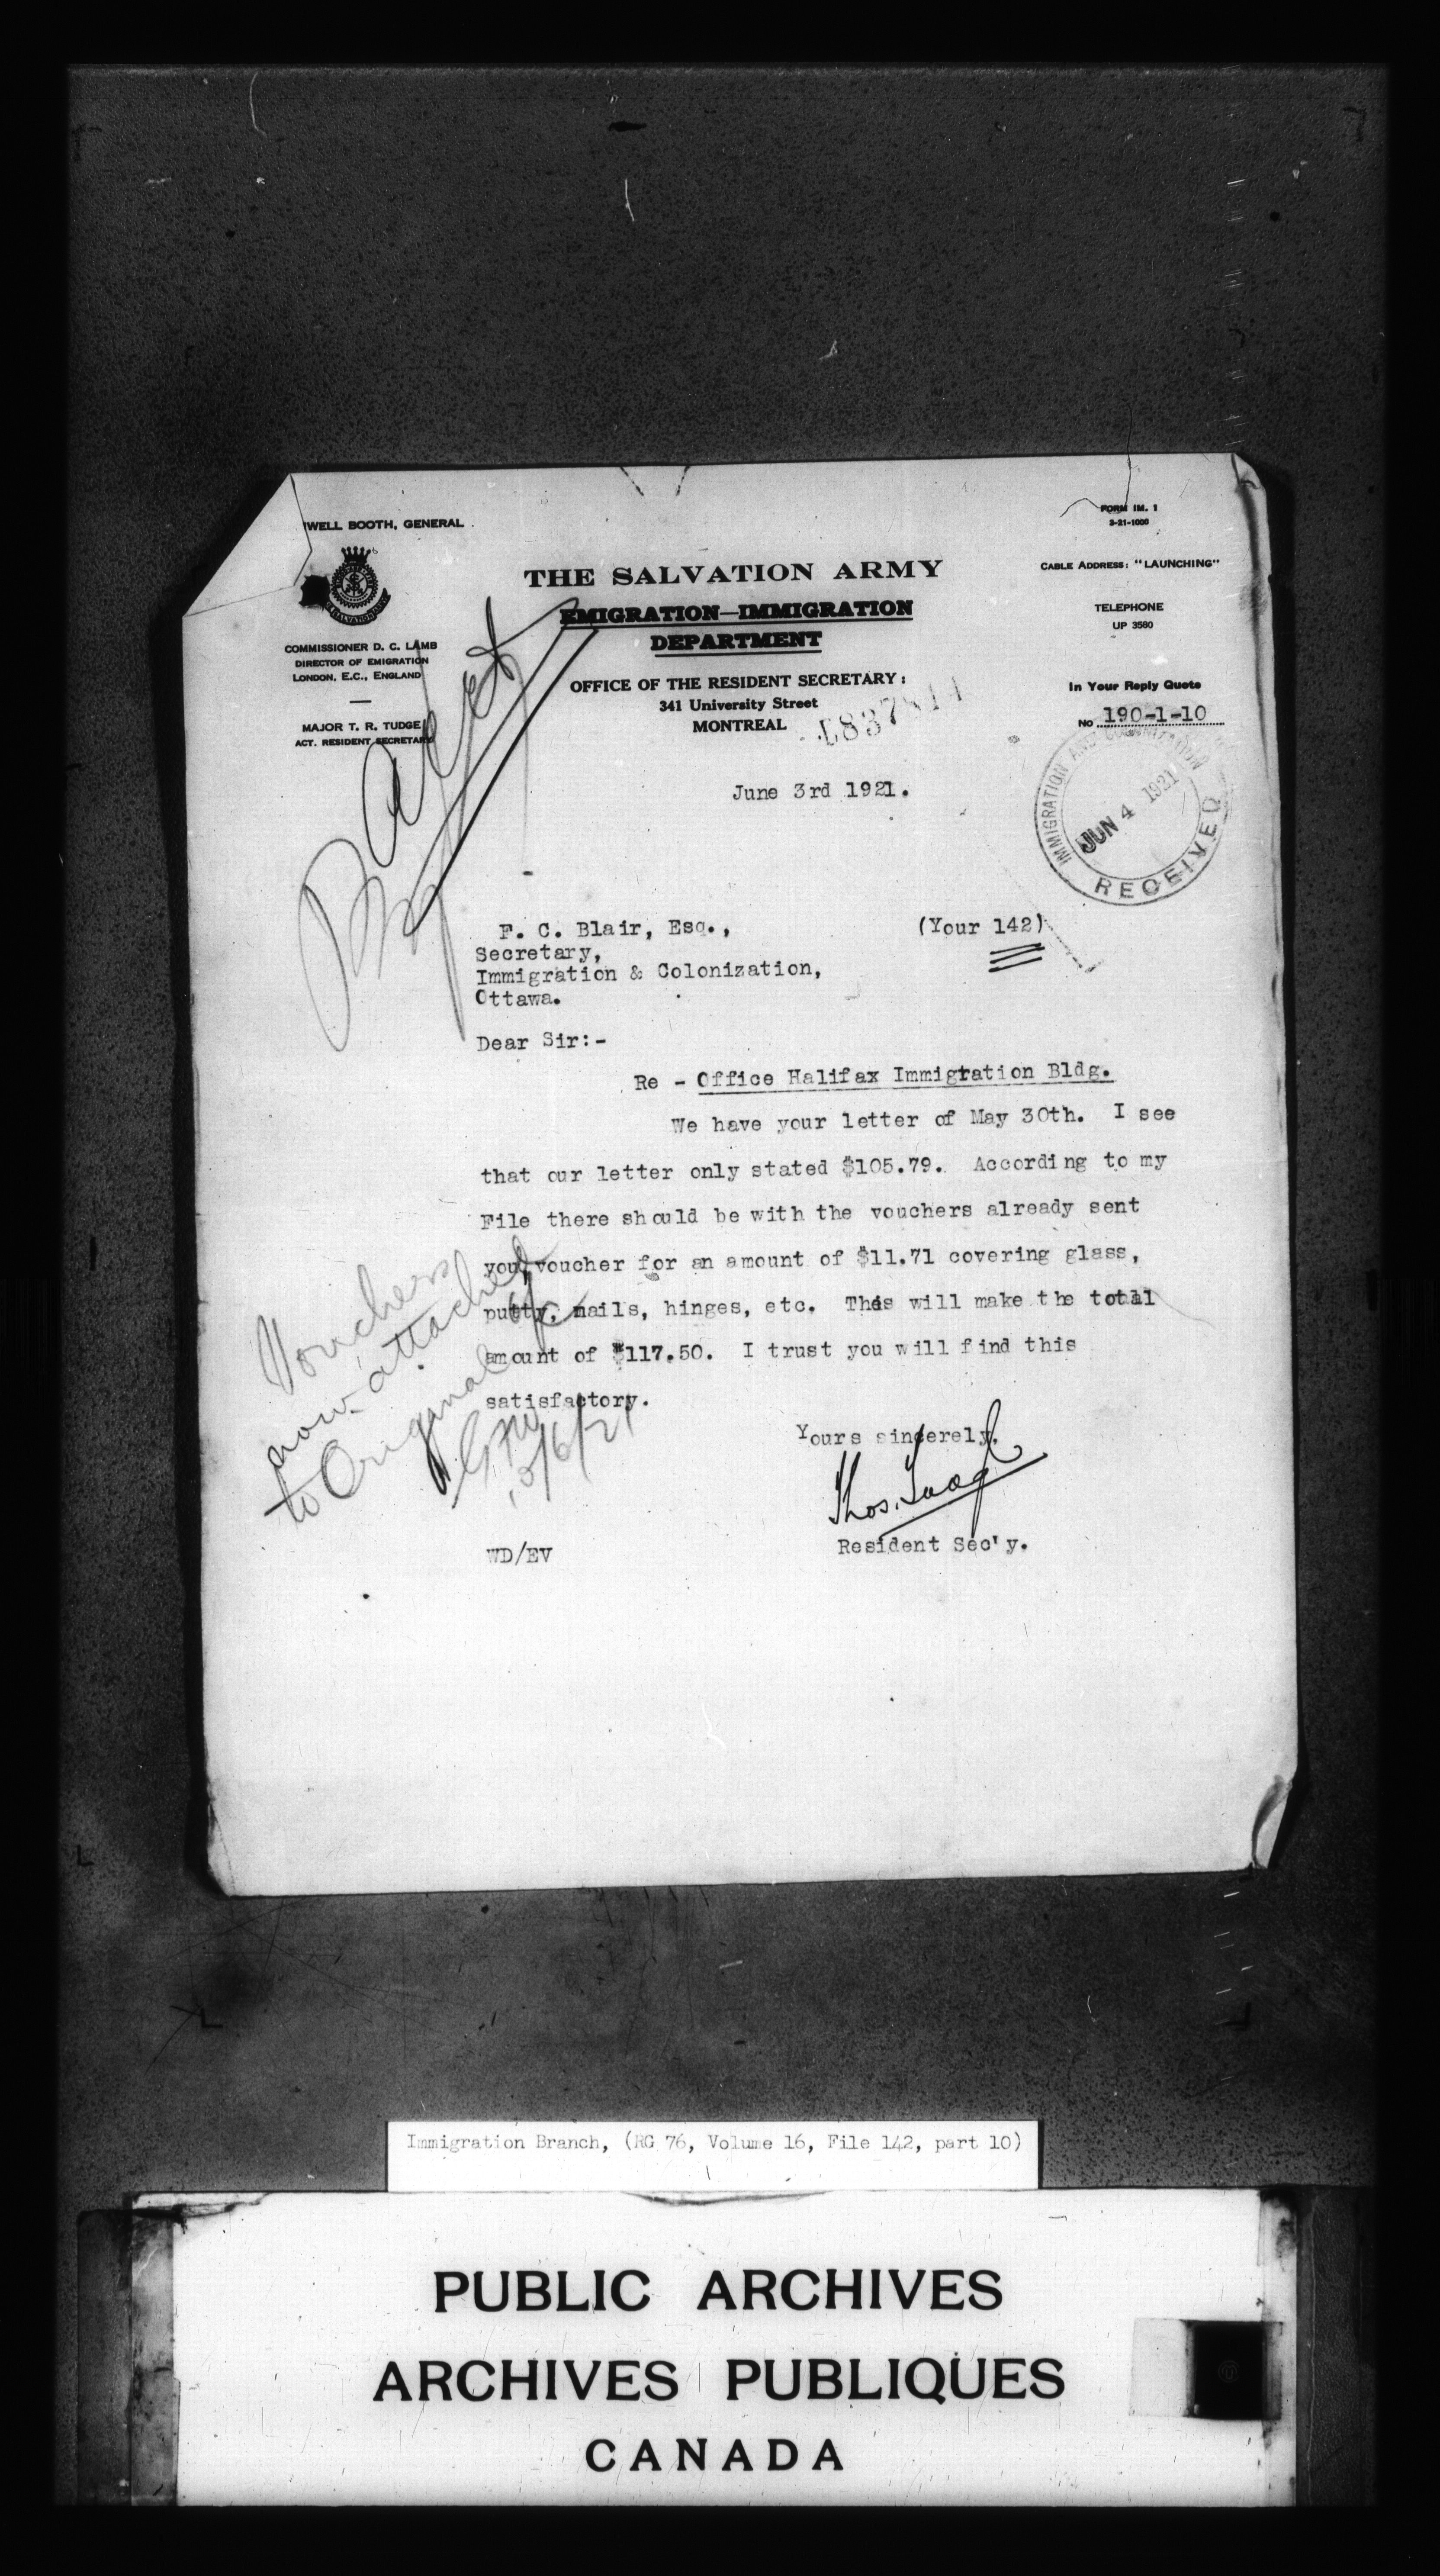 WELL BOOTH, GENERAL
COMMISSIONER D. C. LAMB
DIRECTOR OF EMIGRATION
LONDON, E.C., ENGLAND
MAJOR T. R. TUDGE
ACT. RESIDENT SECRETARY
THE SALVATION ARMY
EMIGRATION—IMMIGRATION
DEPARTMENT
OFFICE OF THE RESIDENT SECRETARY:
341 University Street
MONTREAL
FORM IM. 1
3-21-1000
CABLE ADDRESS: "LAUNCHING"
TELEPHONE
UP 3580
In Your Reply Quote
No 190-1-10
IMMIGRATION AND COLONIZATION
JUN 4 1921
RECEIVED
June 3rd 1921.
F. C. Blair, Esq., (Your 142)
Secretary,
Immigration & Colonization,
Ottawa.
Dear Sir:-
Re - Office Halifax Immigration Bldg.
We have your letter of May 30th. I see
that our letter only stated $105.79. According to my
File there should be with the vouchers already sent
you, voucher for an amount of $11.71 covering glass,
putty, nails, hinges, etc. This will make the total
amount of $117.50. I trust you will find this
satisfactory.
Vouchers
now attached
to Original
Yours sincerely,
Thos. Tudge
Resident Sec'y.
WD/EV
Immigration Branch, (RG 76, Volume 16, File 142, part 10)
PUBLIC ARCHIVES
ARCHIVES PUBLIQUES
CANADA